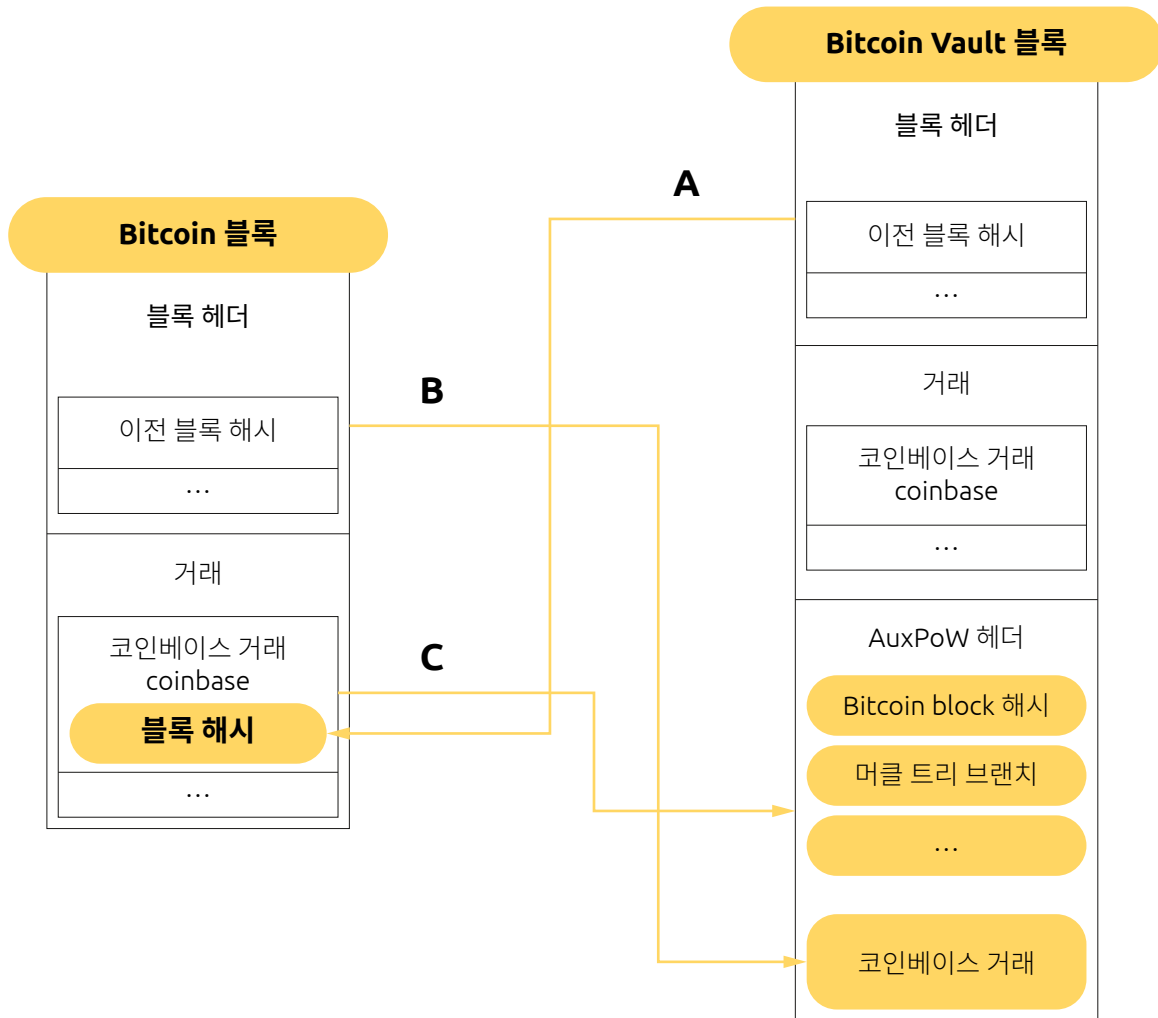 Bitcoin Vault 블록
블록 헤더
이전 블록 해시
...
거래
코인베이스 거래
coinbase
...
AuxPoW 헤더
Bitcoin block 해시
머클 트리 브랜치
...
코인베이스 거래
A
B
C
Bitcoin 블록
블록 헤더
이전 블록 해시
...
거래
코인베이스 거래
coinbase
블록 해시
...